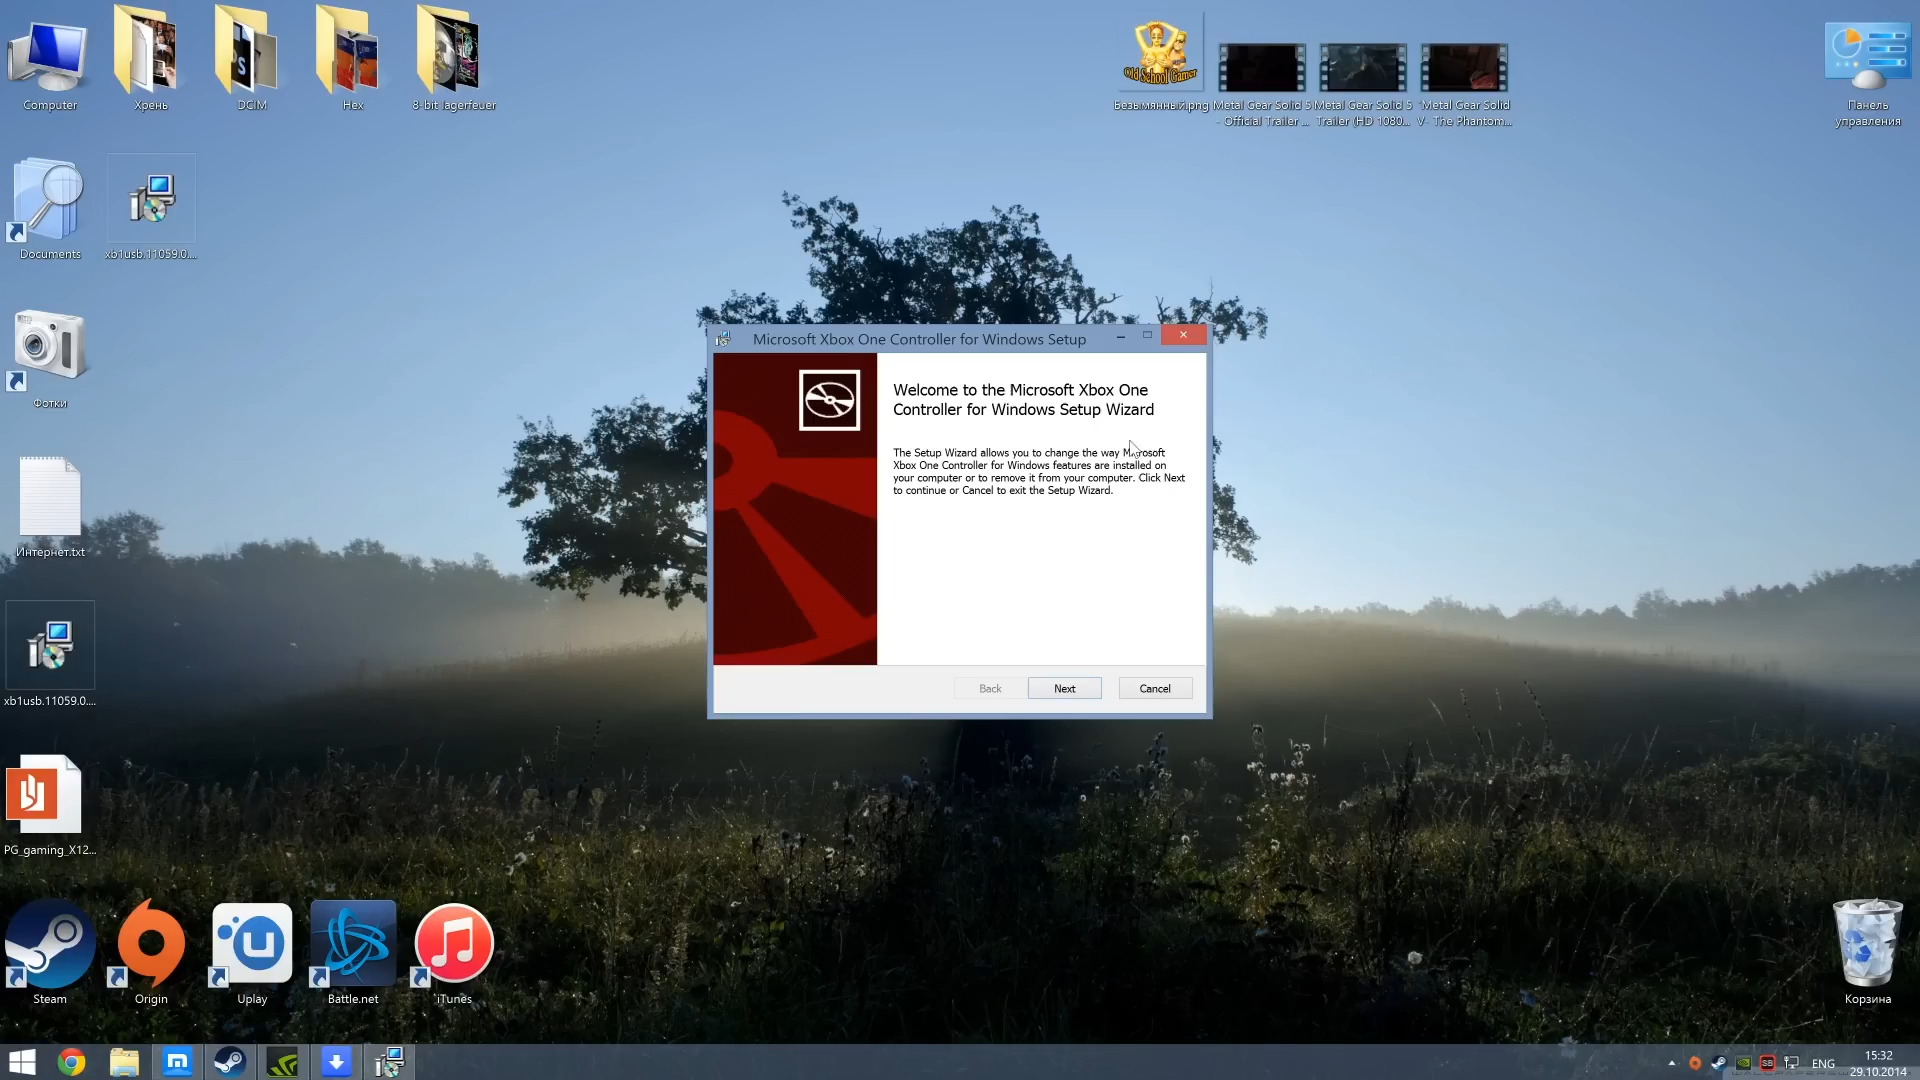 Computer
Хрень
DCIM
Hex
8-bit lagerfeuer
Old School Gamer
Безымянный.png
Metal Gear Solid 5
- Official Trailer ...
Metal Gear Solid 5
Trailer (HD 1080...
Metal Gear Solid
V- The Phantom...
Панель
управления
Documents
xb1usb.11059.0....
Фотки
Интернет.txt
xb1usb.11059.0....
PG_gaming_X12...
Microsoft Xbox One Controller for Windows Setup
Welcome to the Microsoft Xbox One
Controller for Windows Setup Wizard
The Setup Wizard allows you to change the way Microsoft
Xbox One Controller for Windows features are installed on
your computer or to remove it from your computer. Click Next
to continue or Cancel to exit the Setup Wizard.
Back
Next
Cancel
Steam
Origin
Uplay
Battle.net
iTunes
Корзина
ENG
15:32
29.10.2014